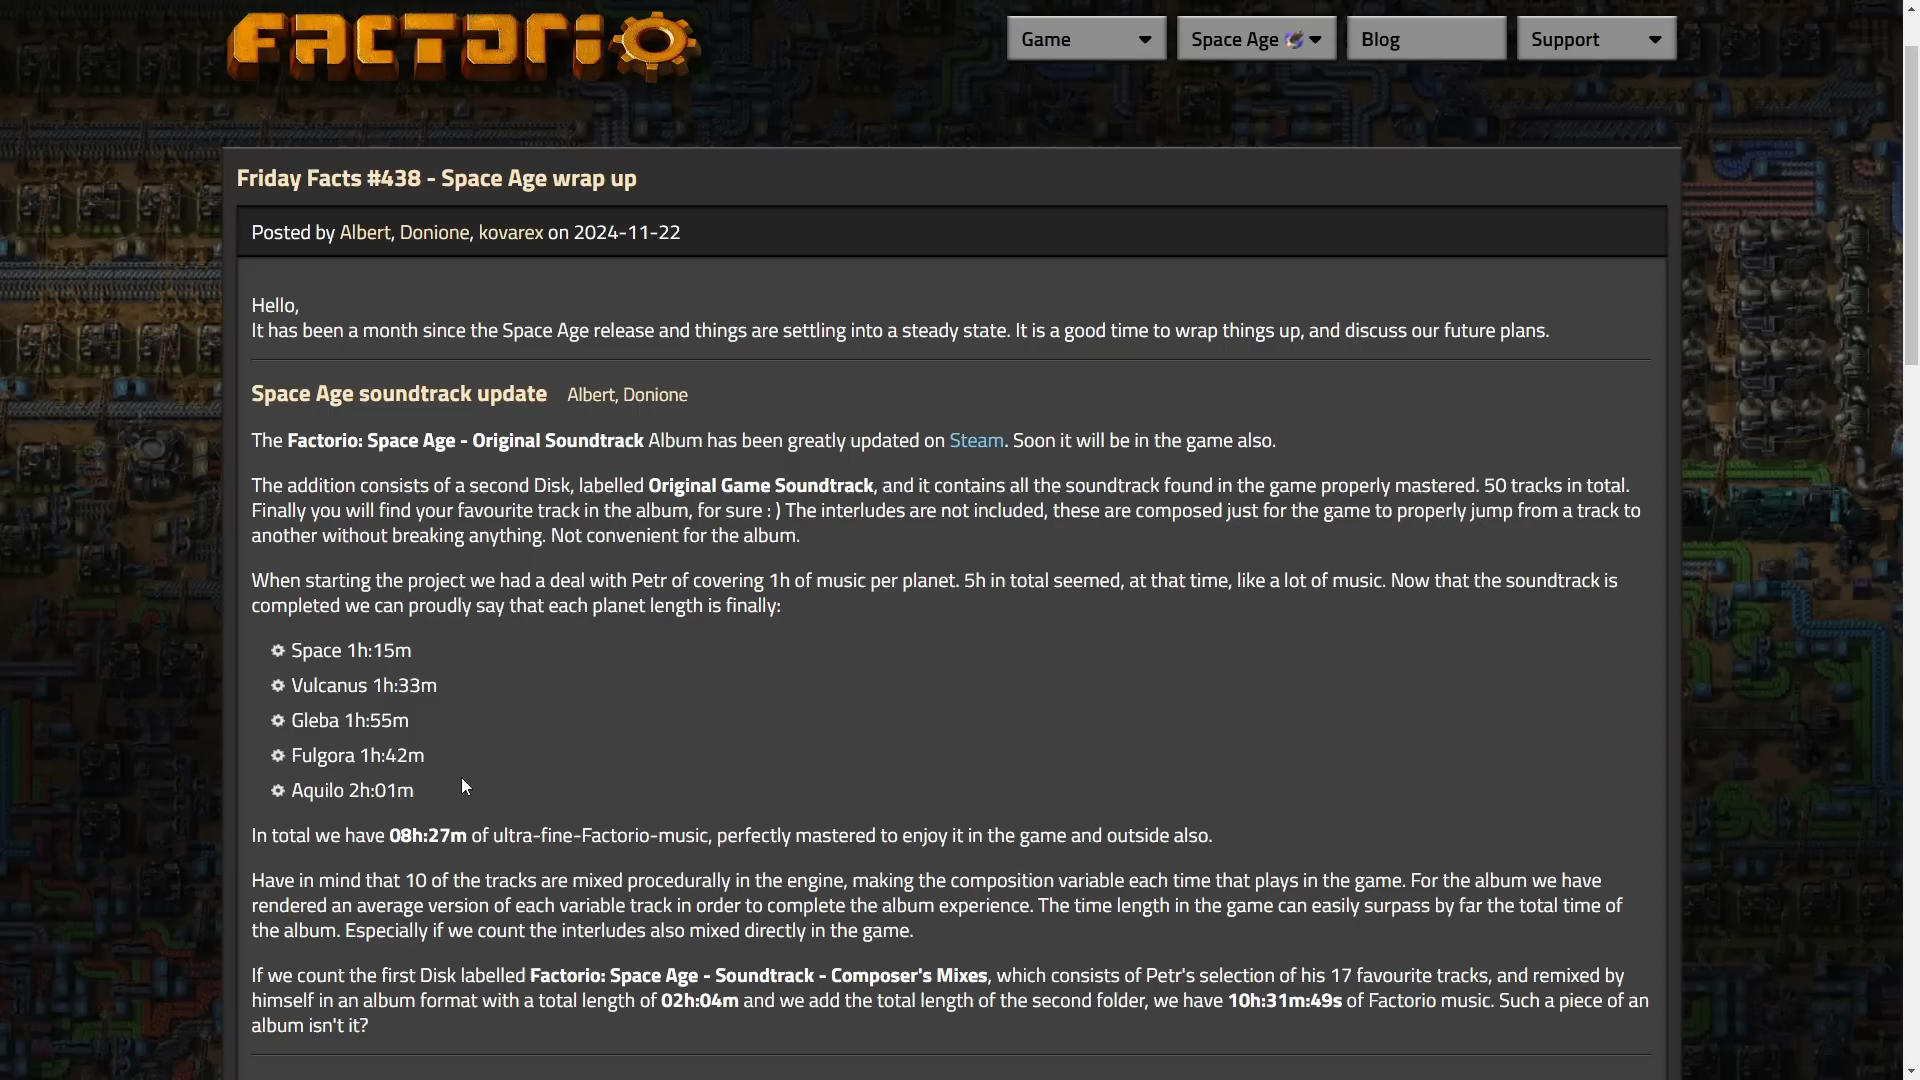 FACTORIO
Game
Space Age
Blog
Support
Friday Facts #438 - Space Age wrap up
Posted by Albert, Donione, kovarex on 2024-11-22
Hello,
It has been a month since the Space Age release and things are settling into a steady state. It is a good time to wrap things up, and discuss our future plans.
Space Age soundtrack update Albert, Donione
The Factorio: Space Age - Original Soundtrack Album has been greatly updated on Steam. Soon it will be in the game also.
The addition consists of a second Disk, labelled Original Game Soundtrack, and it contains all the soundtrack found in the game properly mastered. 50 tracks in total.
Finally you will find your favourite track in the album, for sure : ) The interludes are not included, these are composed just for the game to properly jump from a track to
another without breaking anything. Not convenient for the album.
When starting the project we had a deal with Petr of covering 1h of music per planet. 5h in total seemed, at that time, like a lot of music. Now that the soundtrack is
completed we can proudly say that each planet length is finally:
Space 1h:15m
Vulcanus 1h:33m
Gleba 1h:55m
Fulgora 1h:42m
Aquilo 2h:01m
In total we have 08h:27m of ultra-fine-Factorio-music, perfectly mastered to enjoy it in the game and outside also.
Have in mind that 10 of the tracks are mixed procedurally in the engine, making the composition variable each time that plays in the game. For the album we have
rendered an average version of each variable track in order to complete the album experience. The time length in the game can easily surpass by far the total time of
the album. Especially if we count the interludes also mixed directly in the game.
If we count the first Disk labelled Factorio: Space Age - Soundtrack - Composer's Mixes, which consists of Petr's selection of his 17 favourite tracks, and remixed by
himself in an album format with a total length of 02h:04m and we add the total length of the second folder, we have 10h:31m:49s of Factorio music. Such a piece of an
album isn't it?